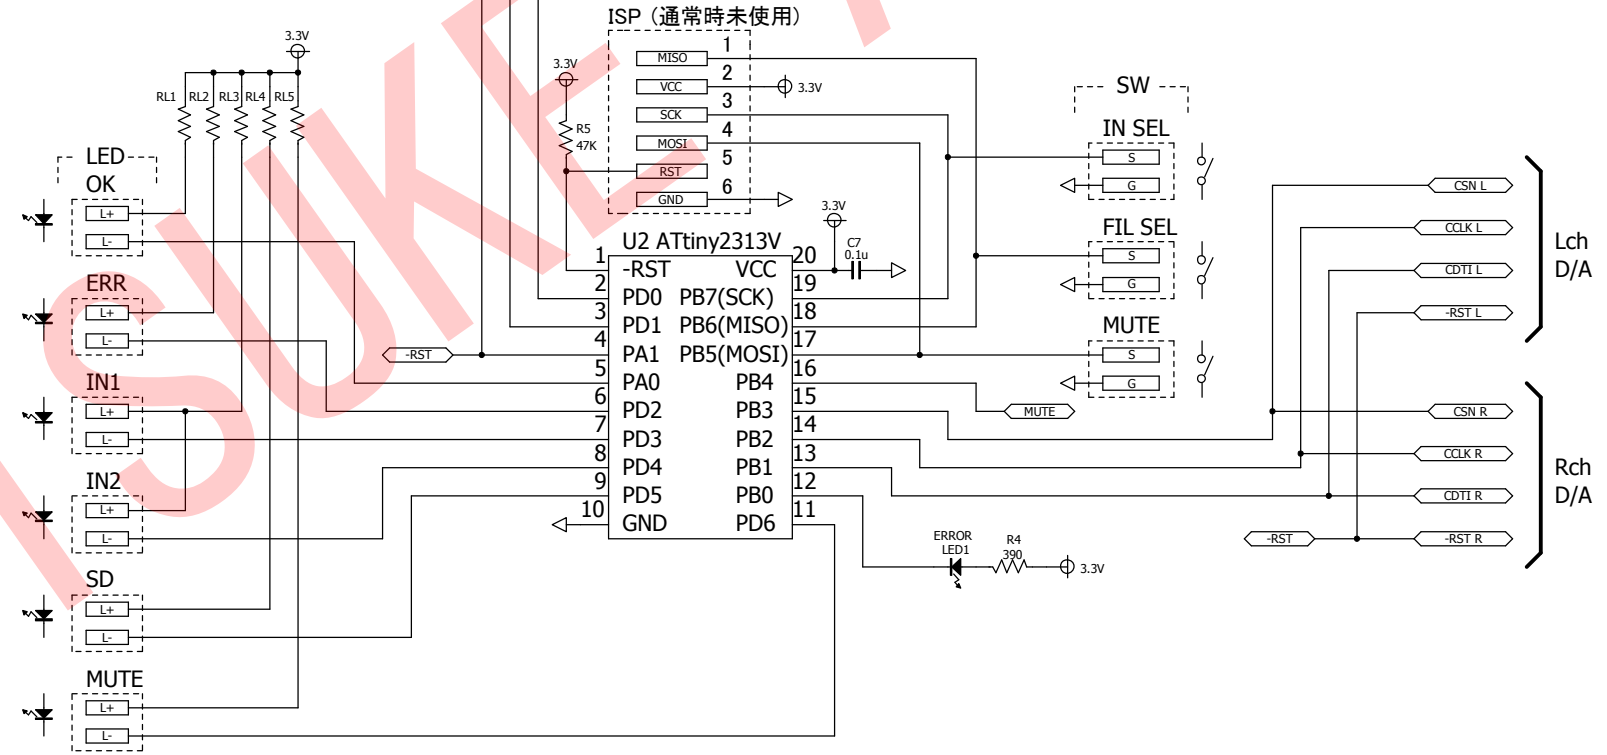 ISP (通常時未使用)
3.3V
RL1
RL2
RL3
RL4
RL5
3.3V
R5
47K
MISO
1
VCC
2
3.3V
SCK
3
MOSI
4
RST
5
GND
6
SW
IN SEL
S
G
FIL SEL
S
G
MUTE
S
G
LED
OK
L+
L-
ERR
L+
L-
IN1
L+
L-
IN2
L+
L-
SD
L+
L-
MUTE
L+
L-
U2 ATtiny2313V
3.3V
C7
0.1u
1
-RST
VCC
20
2
PD0
PB7(SCK)
19
3
PD1
PB6(MISO)
18
4
PA1
PB5(MOSI)
17
5
PA0
PB4
16
6
PD2
PB3
15
7
PD3
PB2
14
8
PD4
PB1
13
9
PD5
PB0
12
10
GND
PD6
11
-RST
MUTE
ERROR
LED1
R4
390
3.3V
CSN L
CCLK L
CDTI L
-RST L
Lch
D/A
CSN R
CCLK R
CDTI R
-RST
-RST R
Rch
D/A